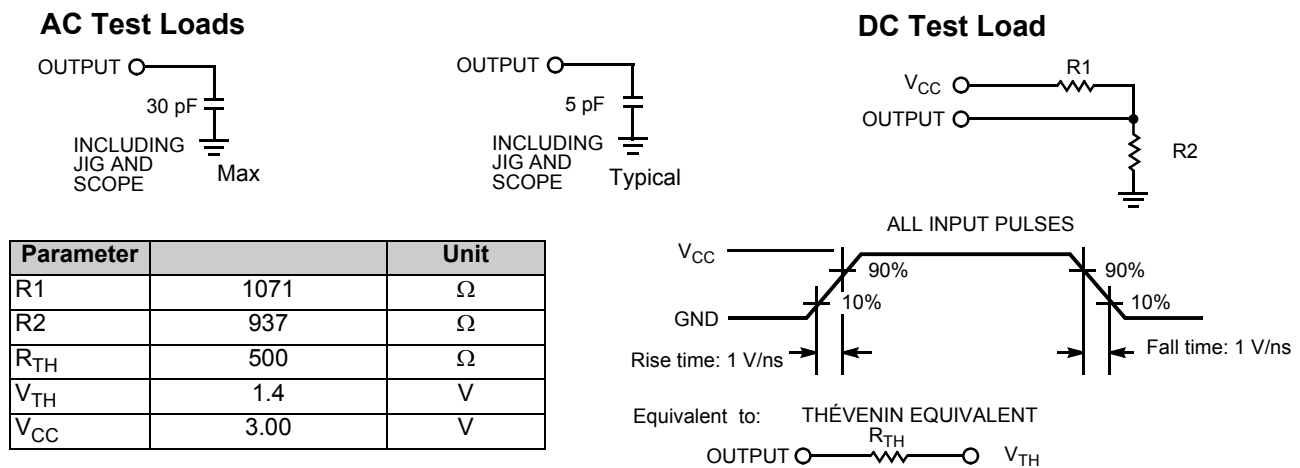 AC Test Loads
OUTPUT
30 pF
INCLUDING
JIG AND
SCOPE
Max
OUTPUT
5 pF
INCLUDING
JIG AND
SCOPE
Typical
DC Test Load
R1
VCC
OUTPUT
R2
ALL INPUT PULSES
VCC
90%
10%
GND
90%
10%
Rise time: 1 V/ns
Fall time: 1 V/ns
Equivalent to: THÉVENIN EQUIVALENT
RTH
OUTPUT VTH
Parameter Unit
R1 1071 Ω
R2 937 Ω
RTH 500 Ω
VTH 1.4 V
VCC 3.00 V